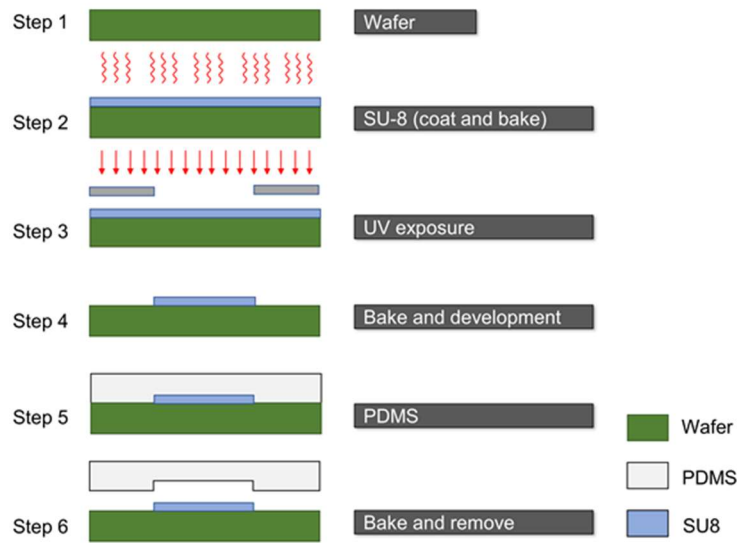 Step 1
Wafer
Step 2
SU-8 (coat and bake)
Step 3
UV exposure
Step 4
Bake and development
Step 5
PDMS
Step 6
Bake and remove
Wafer
PDMS
SU8